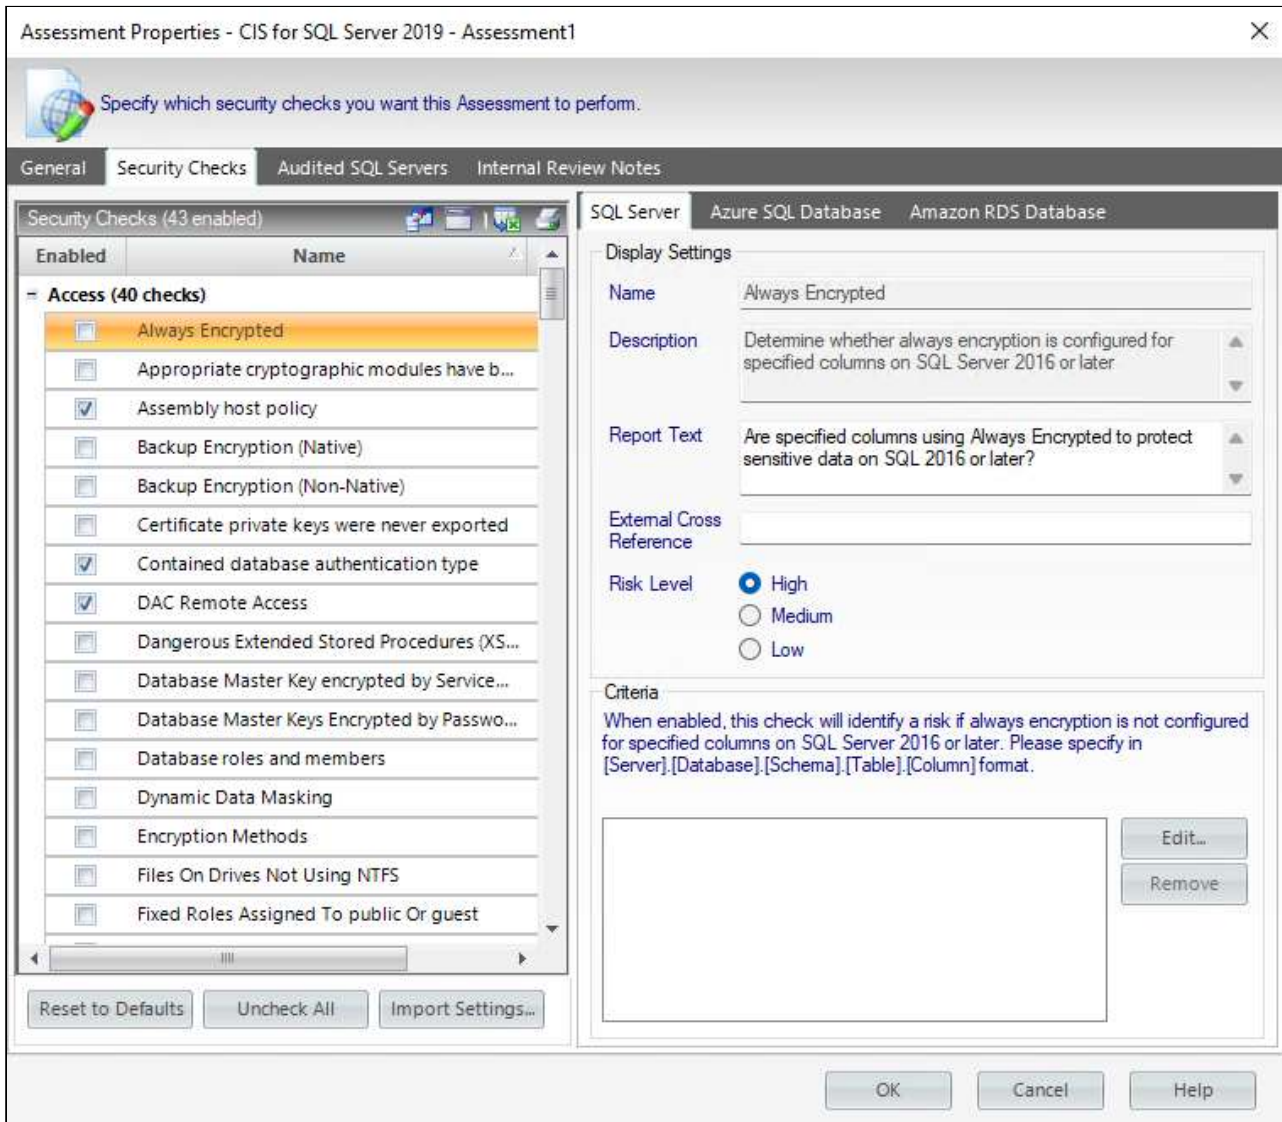 Assessment Properties - CIS for SQL Server 2019 - Assessment1
Specify which security checks you want this Assessment to perform.
General Security Checks Audited SQL Servers Internal Review Notes
Security Checks (43 enabled)
Enabled Name
Access (40 checks)
Always Encrypted
Appropriate cryptographic modules have b...
Assembly host policy
Backup Encryption (Native)
Backup Encryption (Non-Native)
Certificate private keys were never exported
Contained database authentication type
DAC Remote Access
Dangerous Extended Stored Procedures (XS...
Database Master Key encrypted by Service...
Database Master Keys Encrypted by Passwo...
Database roles and members
Dynamic Data Masking
Encryption Methods
Files On Drives Not Using NTFS
Fixed Roles Assigned To public Or guest
Reset to Defaults Uncheck All Import Settings...
SQL Server Azure SQL Database Amazon RDS Database
Display Settings
Name Always Encrypted
Description Determine whether always encryption is configured for
specified columns on SQL Server 2016 or later
Report Text Are specified columns using Always Encrypted to protect
sensitive data on SQL 2016 or later?
External Cross
Reference
Risk Level High
Medium
Low
Criteria
When enabled, this check will identify a risk if always encryption is not configured
for specified columns on SQL Server 2016 or later. Please specify in
[Server].[Database].[Schema].[Table].[Column] format.
Edit...
Remove
OK Cancel Help